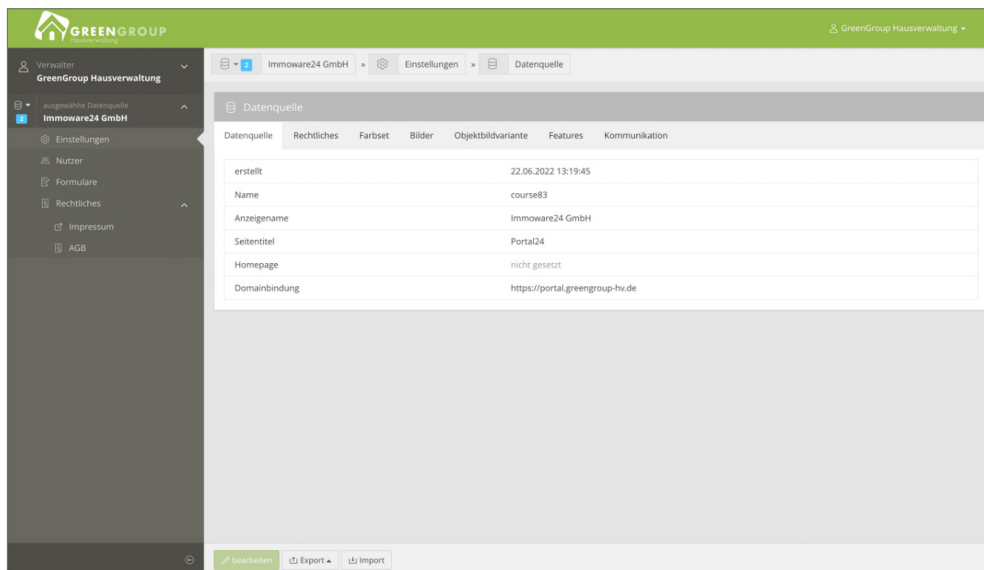 GREENGROUP
Hausverwaltung
GreenGroup Hausverwaltung
Verwalter
GreenGroup Hausverwaltung
ausgewählte Datenquelle
2 Immoware24 GmbH
Einstellungen
Nutzer
Formulare
Rechtliches
Impressum
AGB
2 Immoware24 GmbH » Einstellungen » Datenquelle
Datenquelle
Datenquelle Rechtliches Farbset Bilder Objektbildvariante Features Kommunikation
erstellt 22.06.2022 13:19:45
Name course83
Anzeigename Immoware24 GmbH
Seitentitel Portal24
Homepage nicht gesetzt
Domainbindung https://portal.greengroup-hv.de
bearbeiten Export Import